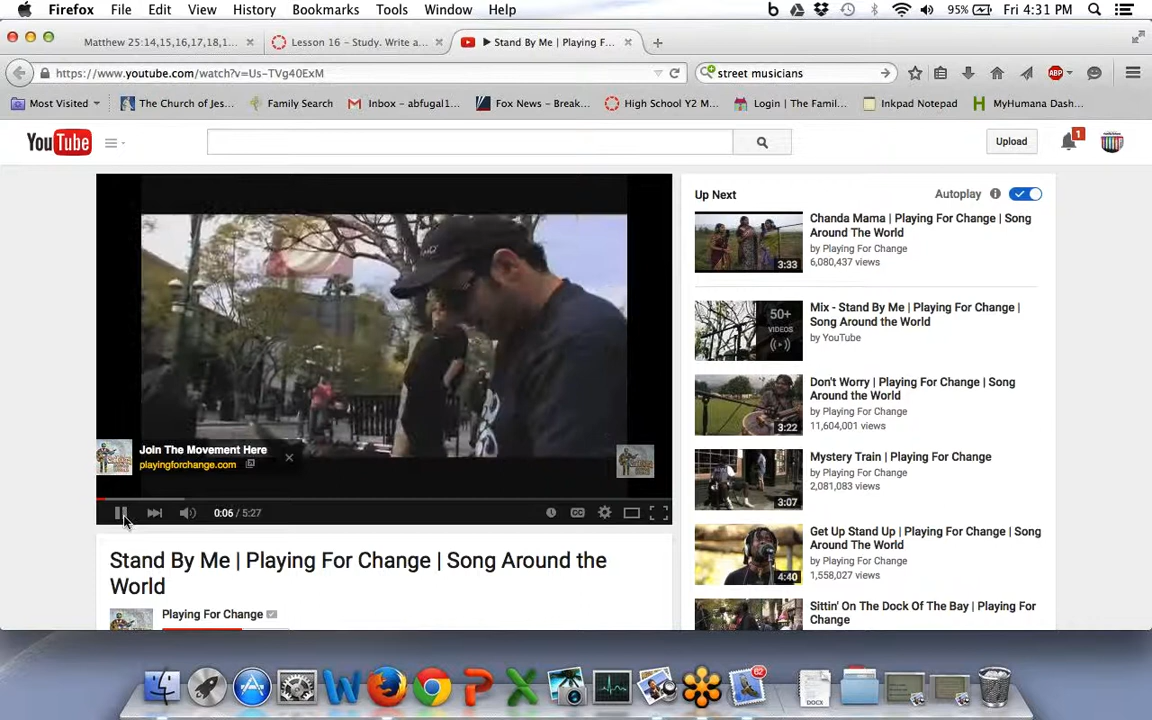 Firefox File Edit View History Bookmarks Tools Window Help 95% Fri 4:31 PM
Matthew 25:14,15,16,17,18,1... Lesson 16 – Study. Write a... ▶ Stand By Me | Playing F...
https://www.youtube.com/watch?v=Us-TVg40ExM street musicians ABP
Most Visited The Church of Jes... Family Search Inbox - abfugal1... Fox News - Break... High School Y2 M... Login | The Famil... Inkpad Notepad MyHumana Dash...
YouTube Upload 1
Up Next Autoplay
Chanda Mama | Playing For Change | Song
Around The World
by Playing For Change
6,080,437 views
3:33
Mix - Stand By Me | Playing For Change |
Song Around the World
by YouTube
50+
VIDEOS
Don't Worry | Playing For Change | Song
Around the World
by Playing For Change
11,604,001 views
3:22
Mystery Train | Playing For Change
by Playing For Change
2,081,083 views
3:07
Get Up Stand Up | Playing For Change |
Song Around The World
by Playing For Change
1,558,027 views
4:40
Sittin' On The Dock Of The Bay | Playing For
Change
Join The Movement Here
playingforchange.com
0:06 / 5:27 CC
Stand By Me | Playing For Change | Song Around the
World
Playing For Change
62
DOCX